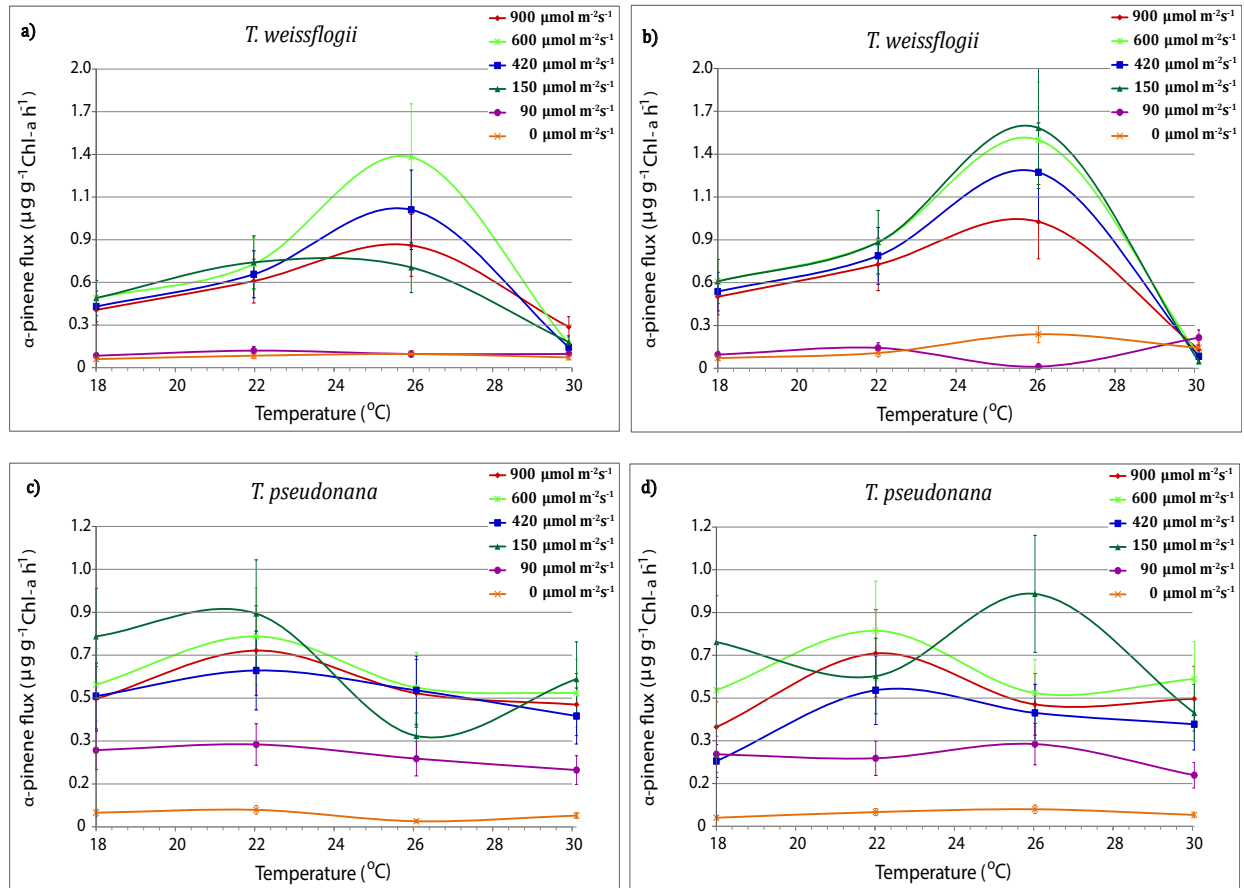 a)
T. weissflogii
900 μmol m⁻²s⁻¹
600 μmol m⁻²s⁻¹
420 μmol m⁻²s⁻¹
150 μmol m⁻²s⁻¹
90 μmol m⁻²s⁻¹
0 μmol m⁻²s⁻¹
α-pinene flux (μg g⁻¹Chl-a h⁻¹)
2.0
1.7
1.4
1.1
0.9
0.6
0.3
0
18 20 22 24 26 28 30
Temperature (°C)
b)
T. weissflogii
900 μmol m⁻²s⁻¹
600 μmol m⁻²s⁻¹
420 μmol m⁻²s⁻¹
150 μmol m⁻²s⁻¹
90 μmol m⁻²s⁻¹
0 μmol m⁻²s⁻¹
α-pinene flux (μg g⁻¹Chl-a h⁻¹)
2.0
1.7
1.4
1.1
0.9
0.6
0.3
0
18 20 22 24 26 28 30
Temperature (°C)
c)
T. pseudonana
900 μmol m⁻²s⁻¹
600 μmol m⁻²s⁻¹
420 μmol m⁻²s⁻¹
150 μmol m⁻²s⁻¹
90 μmol m⁻²s⁻¹
0 μmol m⁻²s⁻¹
α-pinene flux (μg g⁻¹Chl-a h⁻¹)
1.2
1.0
0.9
0.7
0.5
0.3
0.2
0
18 20 22 24 26 28 30
Temperature (°C)
d)
T. pseudonana
900 μmol m⁻²s⁻¹
600 μmol m⁻²s⁻¹
420 μmol m⁻²s⁻¹
150 μmol m⁻²s⁻¹
90 μmol m⁻²s⁻¹
0 μmol m⁻²s⁻¹
α-pinene flux (μg g⁻¹Chl-a h⁻¹)
1.2
1.0
0.9
0.7
0.5
0.3
0.2
0
18 20 22 24 26 28 30
Temperature (°C)